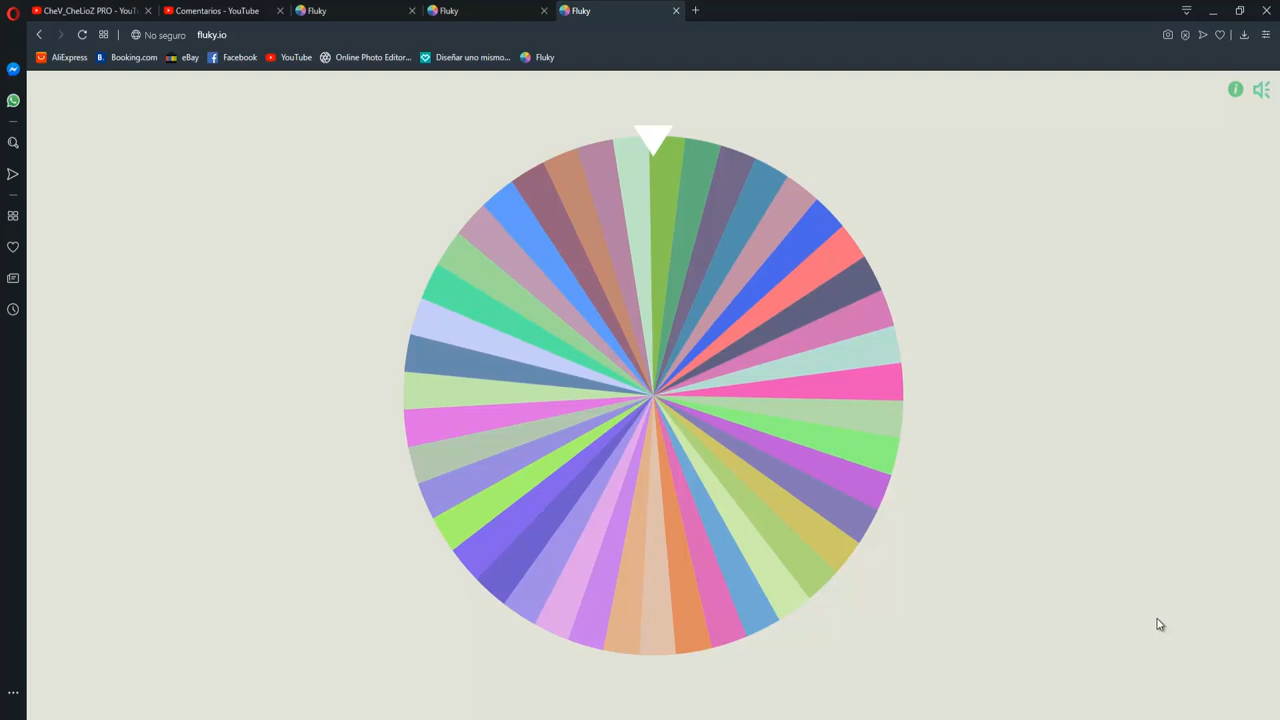 CheV_CheLioZ PRO - YouTu
Comentarios - YouTube
Fluky
Fluky
Fluky
No seguro
fluky.io
AliExpress
Booking.com
eBay
Facebook
YouTube
Online Photo Editor...
Diseñar uno mismo...
Fluky